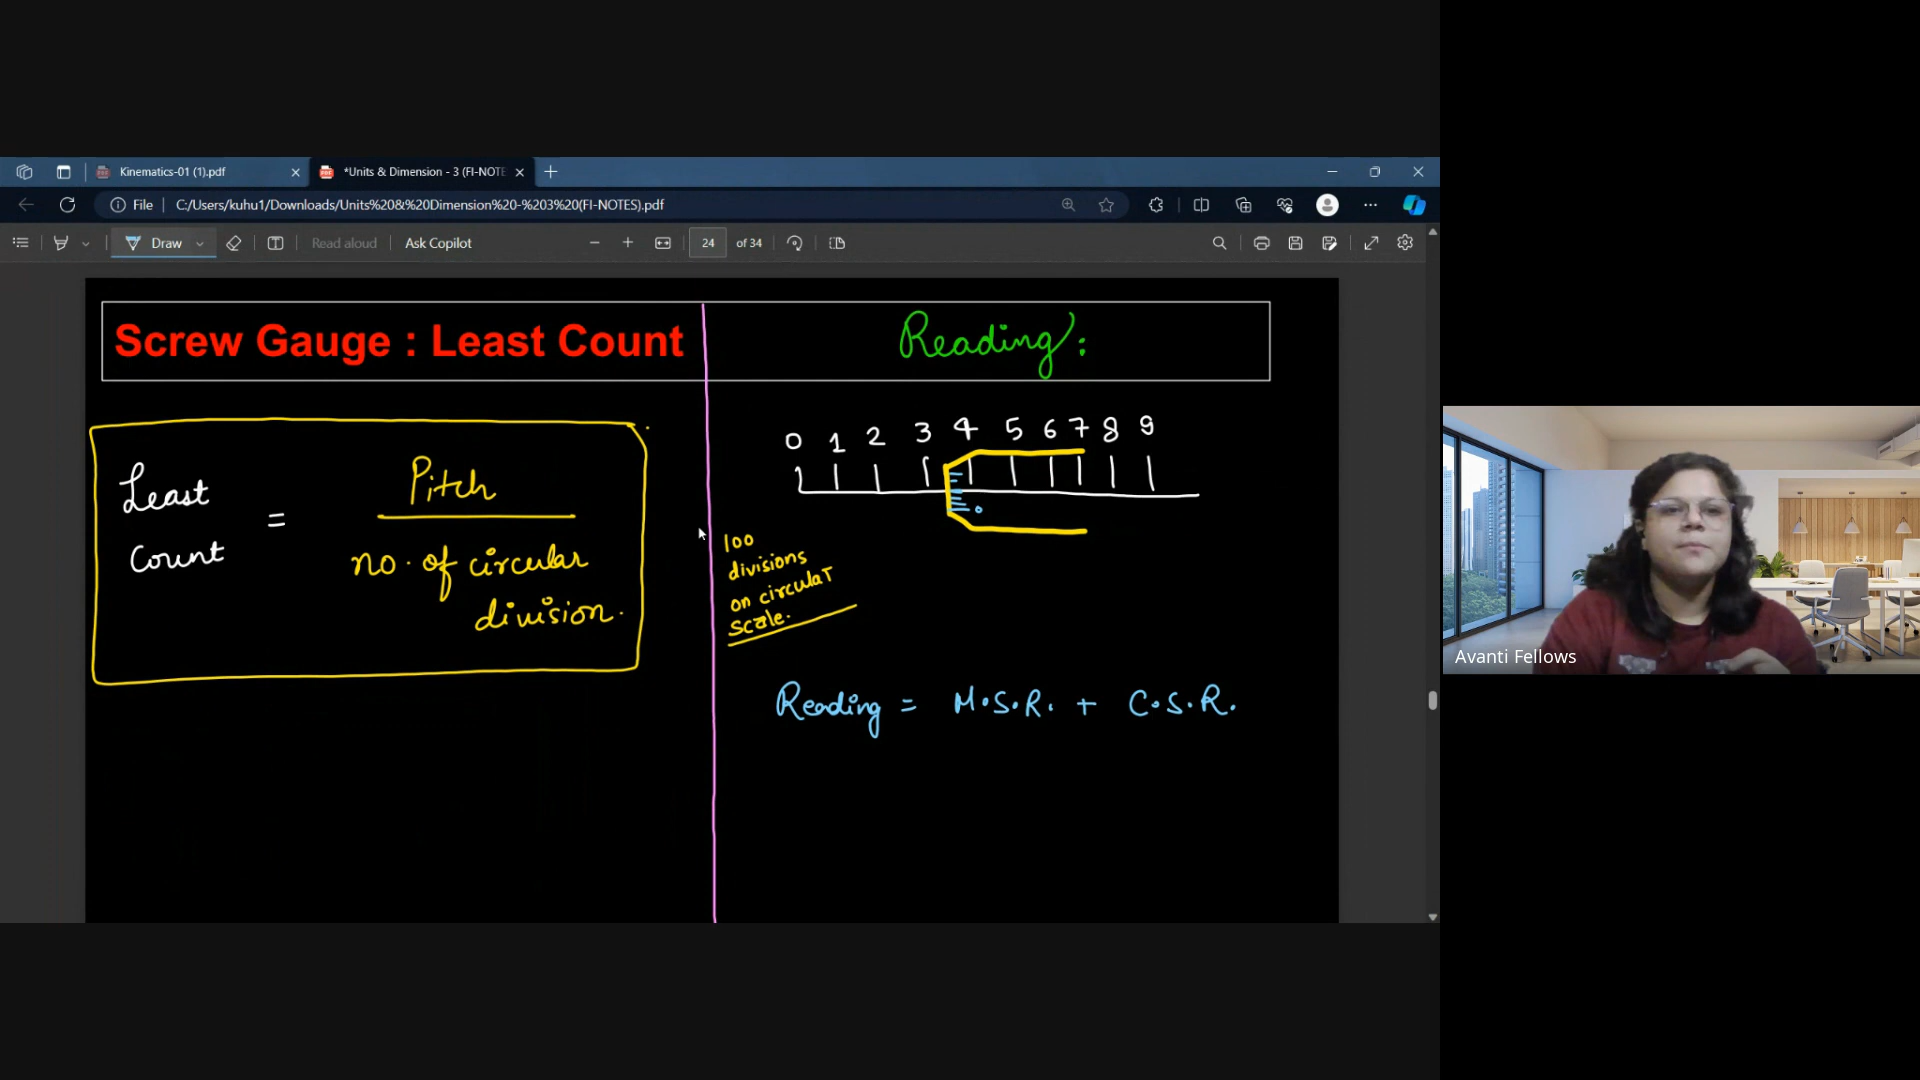 Kinematics-01 (1).pdf
*Units & Dimension - 3 (FI-NOTE
File
C:/Users/kuhu1/Downloads/Units%20&%20Dimension%20-%203%20(FI-NOTES).pdf
Draw
Read aloud
Ask Copilot
24
of 34
Screw Gauge : Least Count
Reading :
Least
Count
=
Pitch
no. of circular
division.
0 1 2 3 4 5 6 7 8 9
0
100
divisions
on circular
scale.
Reading = M.S.R. + C.S.R.
Avanti Fellows